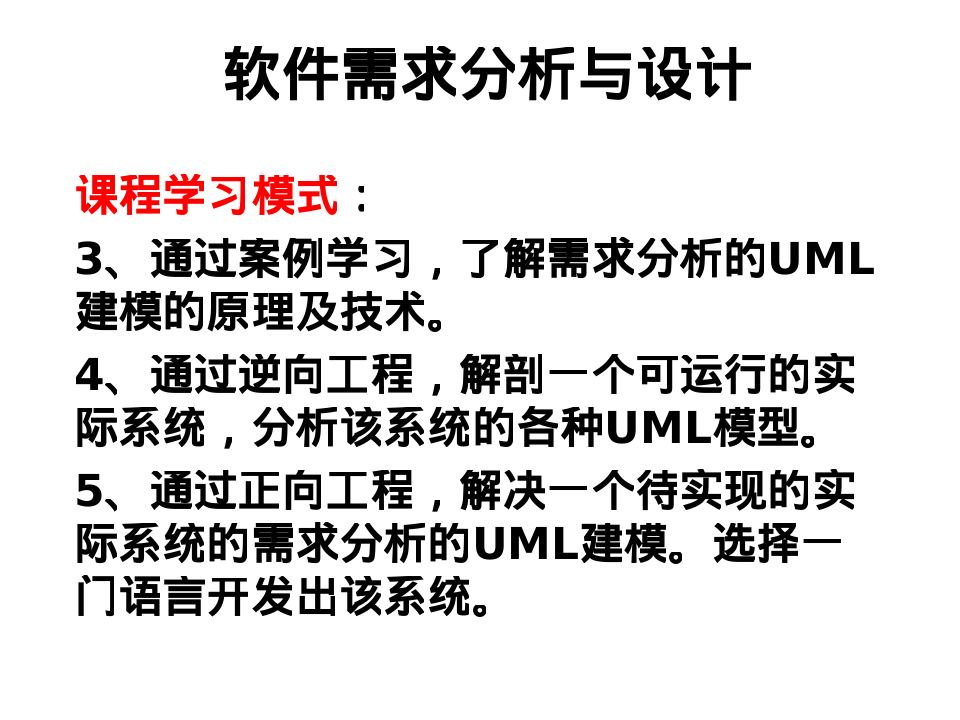 软件需求分析与设计
课程学习模式：
3、通过案例学习，了解需求分析的UML
建模的原理及技术。
4、通过逆向工程，解剖一个可运行的实
际系统，分析该系统的各种UML模型。
5、通过正向工程，解决一个待实现的实
际系统的需求分析的UML建模。选择一
门语言开发出该系统。